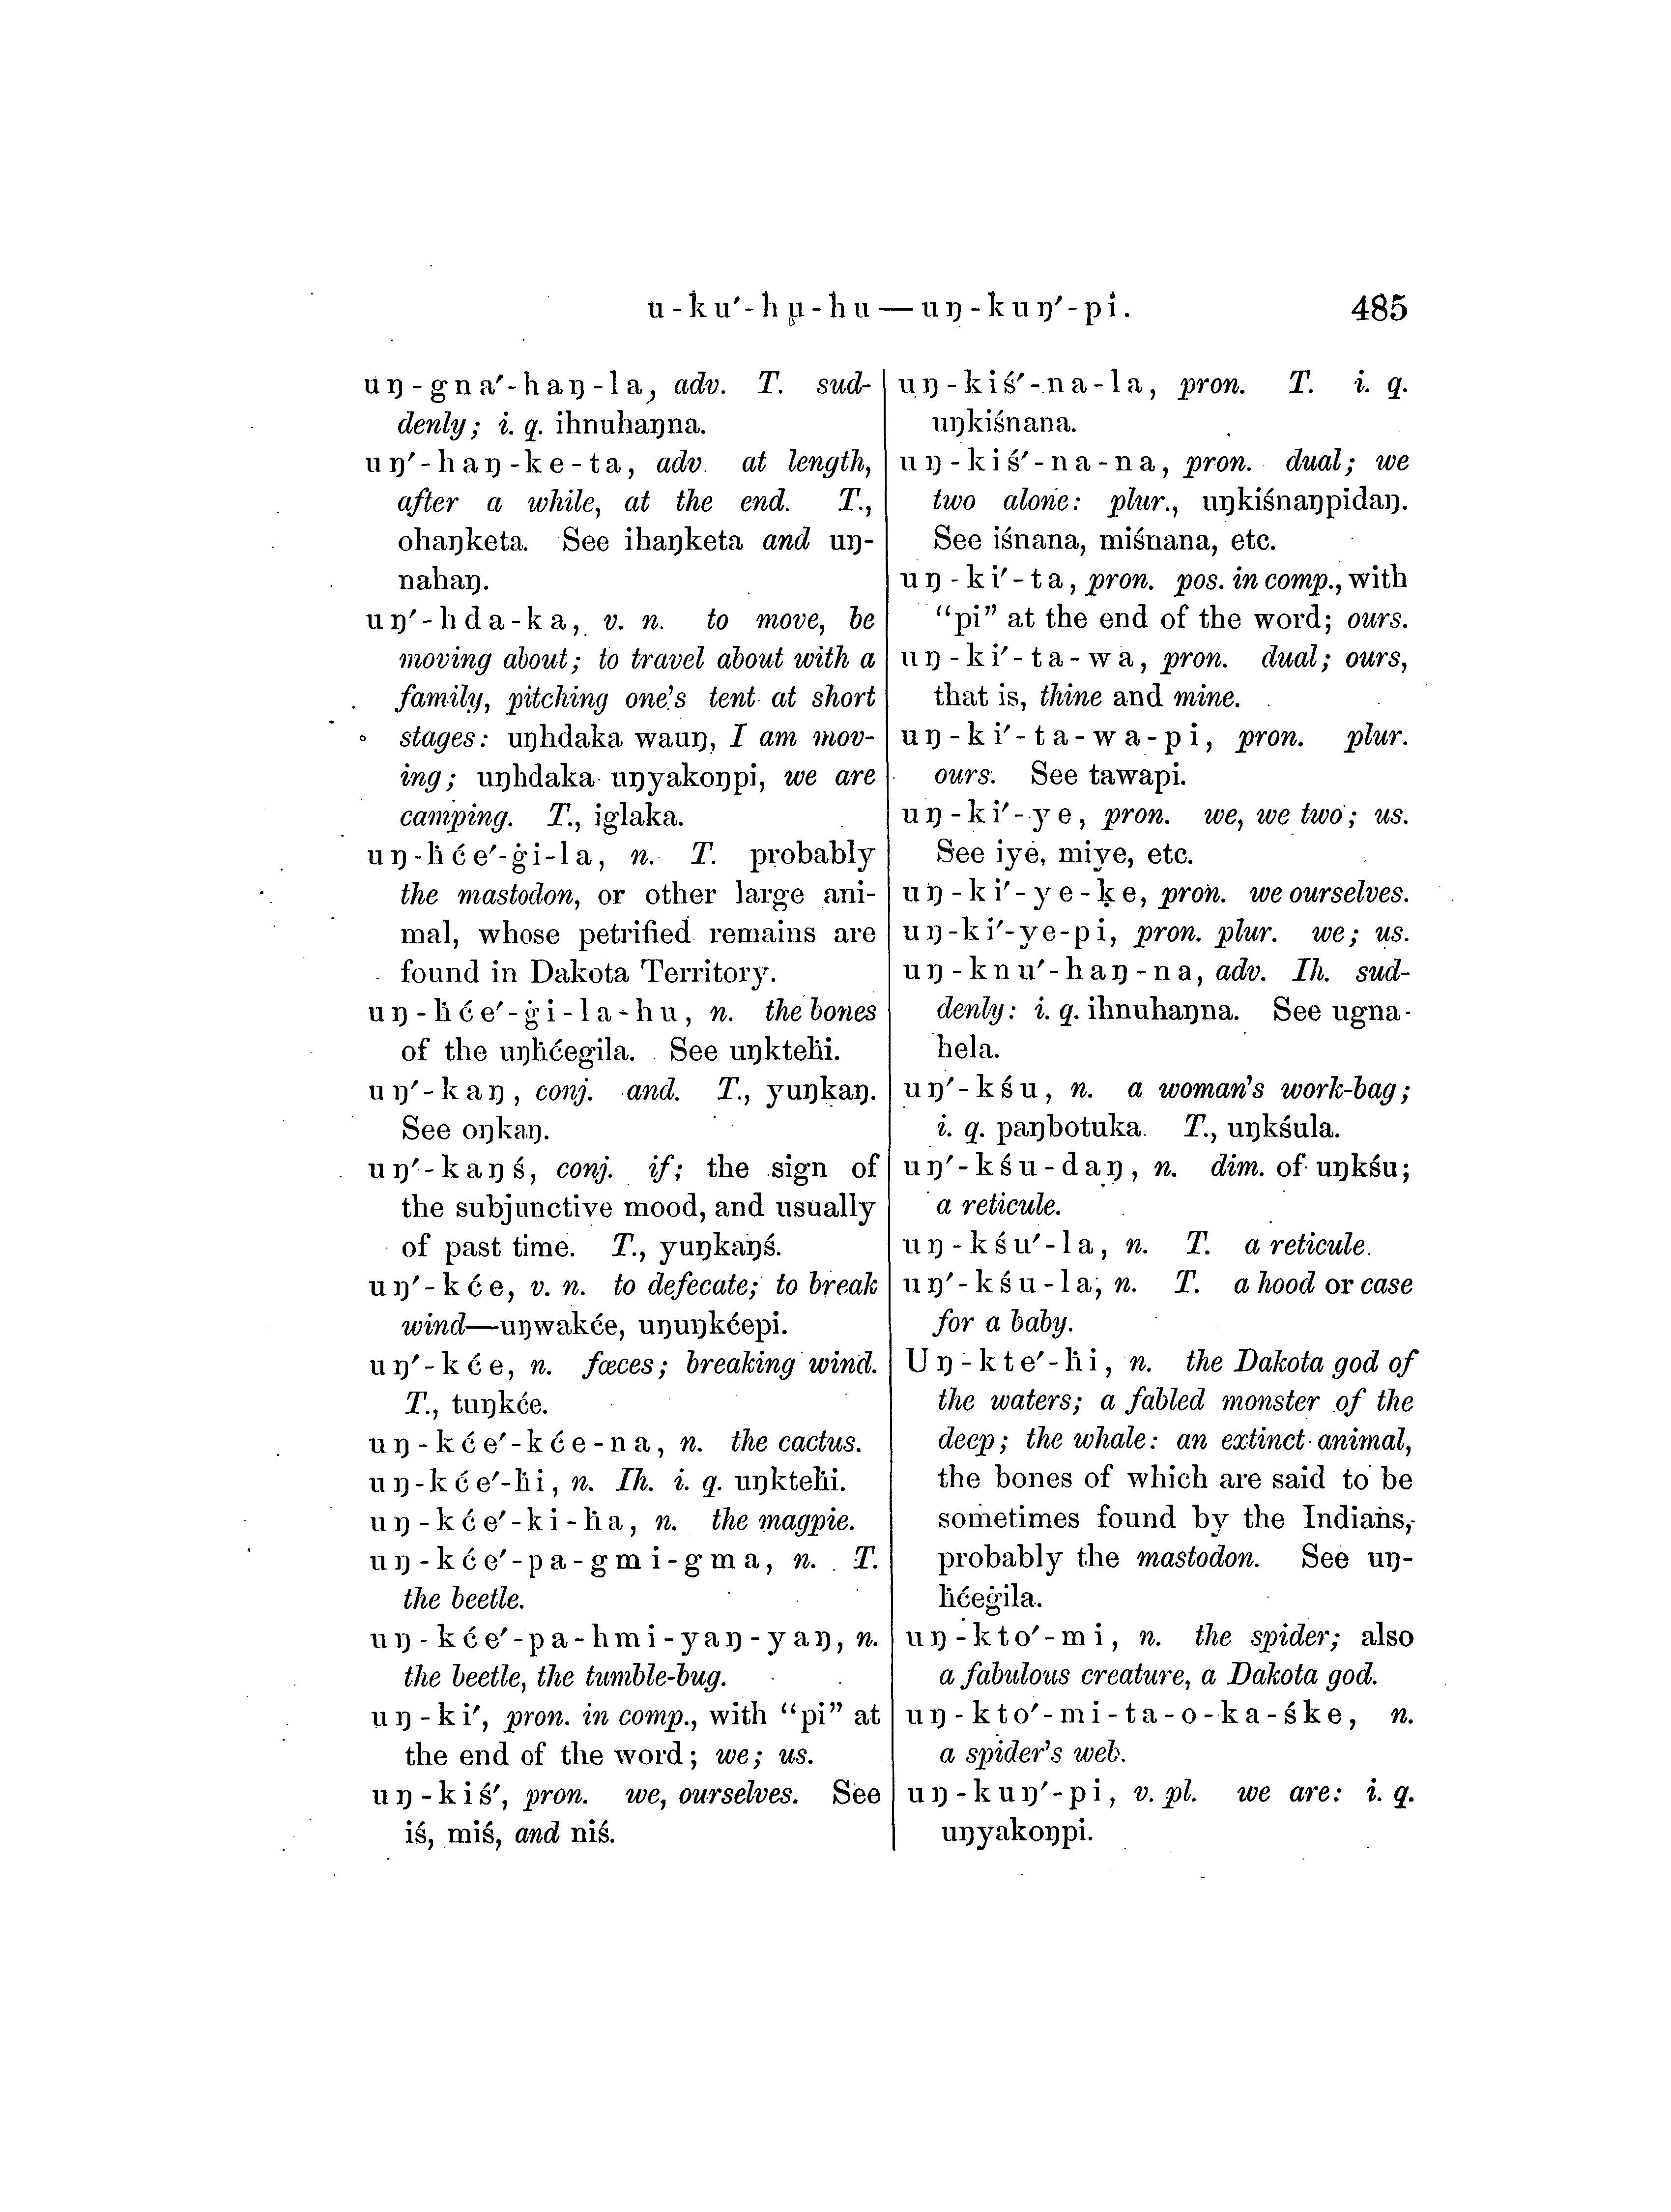 u-ku′-hu̱-hu—uŋ-kuŋ′-pi. 485
uŋ-gna′-haŋ-la, adv. T. sud-
denly; i. q. ihnuhaŋna.
uŋ′-haŋ-ke-ta, adv. at length,
after a while, at the end. T.,
ohaŋketa. See ihaŋketa and uŋ-
nahaŋ.
uŋ′-hda-ka, v. n. to move, be
moving about; to travel about with a
family, pitching one's tent at short
stages: uŋhdaka wauŋ, I am mov-
ing; uŋhdaka uŋyakoŋpi, we are
camping. T., iglaka.
uŋ-ḣće′-ġi-la, n. T. probably
the mastodon, or other large ani-
mal, whose petrified remains are
found in Dakota Territory.
uŋ-ḣće′-ġi-la-hu, n. the bones
of the uŋḣćegila. See uŋkteḣi.
uŋ′-kaŋ, conj. and. T., yuŋkaŋ.
See oŋkaŋ.
uŋ′-kaŋś, conj. if; the sign of
the subjunctive mood, and usually
of past time. T., yuŋkaŋś.
uŋ′-kće, v. n. to defecate; to break
wind—uŋwakće, uŋuŋkćepi.
uŋ′-kće, n. fœces; breaking wind.
T., tuŋkće.
uŋ-kće′-kće-na, n. the cactus.
uŋ-kće′-ḣi, n. Ih. i. q. uŋkteḣi.
uŋ-kće′-ki-ḣa, n. the magpie.
uŋ-kće′-pa-gmi-gma, n. T.
the beetle.
uŋ-kće′-pa-hmi-yaŋ-yaŋ, n.
the beetle, the tumble-bug.
uŋ-ki′, pron. in comp., with “pi” at
the end of the word; we; us.
uŋ-kiś′, pron. we, ourselves. See
iś, miś, and niś.
uŋ-kiś′-na-la, pron. T. i. q.
uŋkiśnana.
uŋ-kiś′-na-na, pron. dual; we
two alone: plur., uŋkiśnaŋpidaŋ.
See iśnana, miśnana, etc.
uŋ-ki′-ta, pron. pos. in comp., with
“pi” at the end of the word; ours.
uŋ-ki′-ta-wa, pron. dual; ours,
that is, thine and mine.
uŋ-ki′-ta-wa-pi, pron. plur.
ours. See tawapi.
uŋ-ki′-ye, pron. we, we two; us.
See iye, miye, etc.
uŋ-ki′-ye-ḳe, pron. we ourselves.
uŋ-ki′-ye-pi, pron. plur. we; us.
uŋ-knu′-haŋ-na, adv. Ih. sud-
denly: i. q. ihnuhaŋna. See ugna-
hela.
uŋ′-kśu, n. a woman's work-bag;
i. q. paŋbotuka. T., uŋkśula.
uŋ′-kśu-daŋ, n. dim. of uŋkśu;
a reticule.
uŋ-kśu′-la, n. T. a reticule.
uŋ′-kśu-la, n. T. a hood or case
for a baby.
Uŋ-kte′-ḣi, n. the Dakota god of
the waters; a fabled monster of the
deep; the whale: an extinct animal,
the bones of which are said to be
sometimes found by the Indians,
probably the mastodon. See uŋ-
ḣćeġila.
uŋ-kto′-mi, n. the spider; also
a fabulous creature, a Dakota god.
uŋ-kto′-mi-ta-o-ka-śke, n.
a spider's web.
uŋ-kuŋ′-pi, v. pl. we are: i. q.
uŋyakoŋpi.